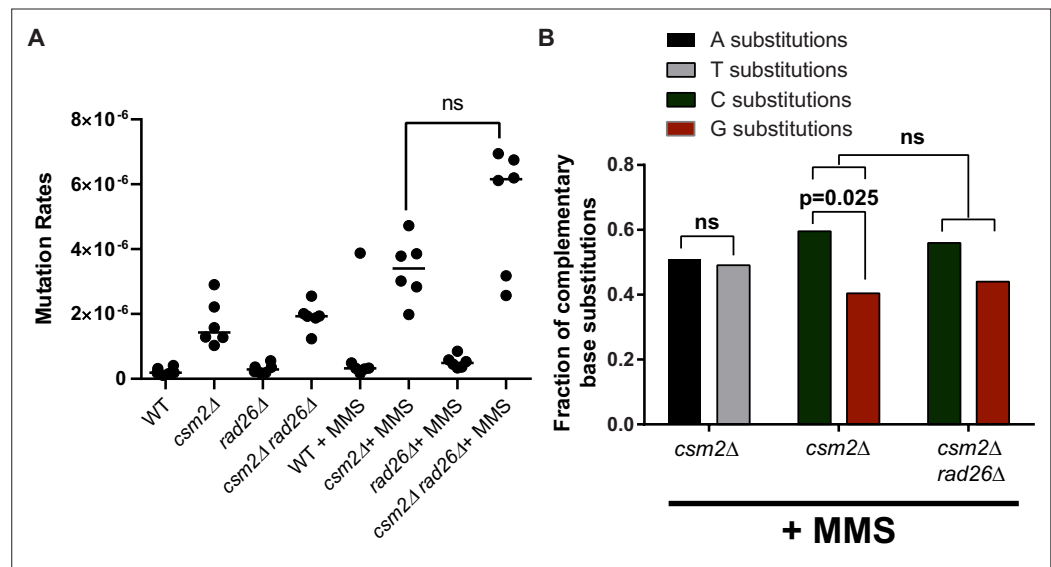 A
Mutation Rates
8×10⁻⁶
6×10⁻⁶
4×10⁻⁶
2×10⁻⁶
0
ns
WT
csm2Δ
rad26Δ
csm2Δ rad26Δ
WT + MMS
csm2Δ+ MMS
rad26Δ+ MMS
csm2Δ rad26Δ+ MMS
B
A substitutions
T substitutions
C substitutions
G substitutions
Fraction of complementary
base substitutions
0.8
0.6
0.4
0.2
0.0
ns
p=0.025
ns
csm2Δ
csm2Δ
csm2Δ
rad26Δ
+ MMS